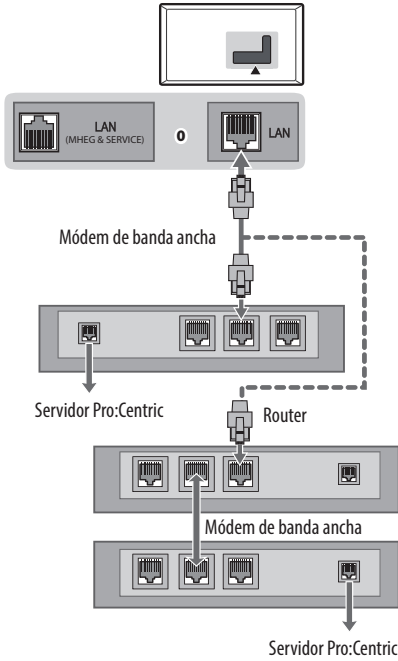 LAN
(MHEG & SERVICE)
o
LAN
Módem de banda ancha
Servidor Pro:Centric
Router
Módem de banda ancha
Servidor Pro:Centric